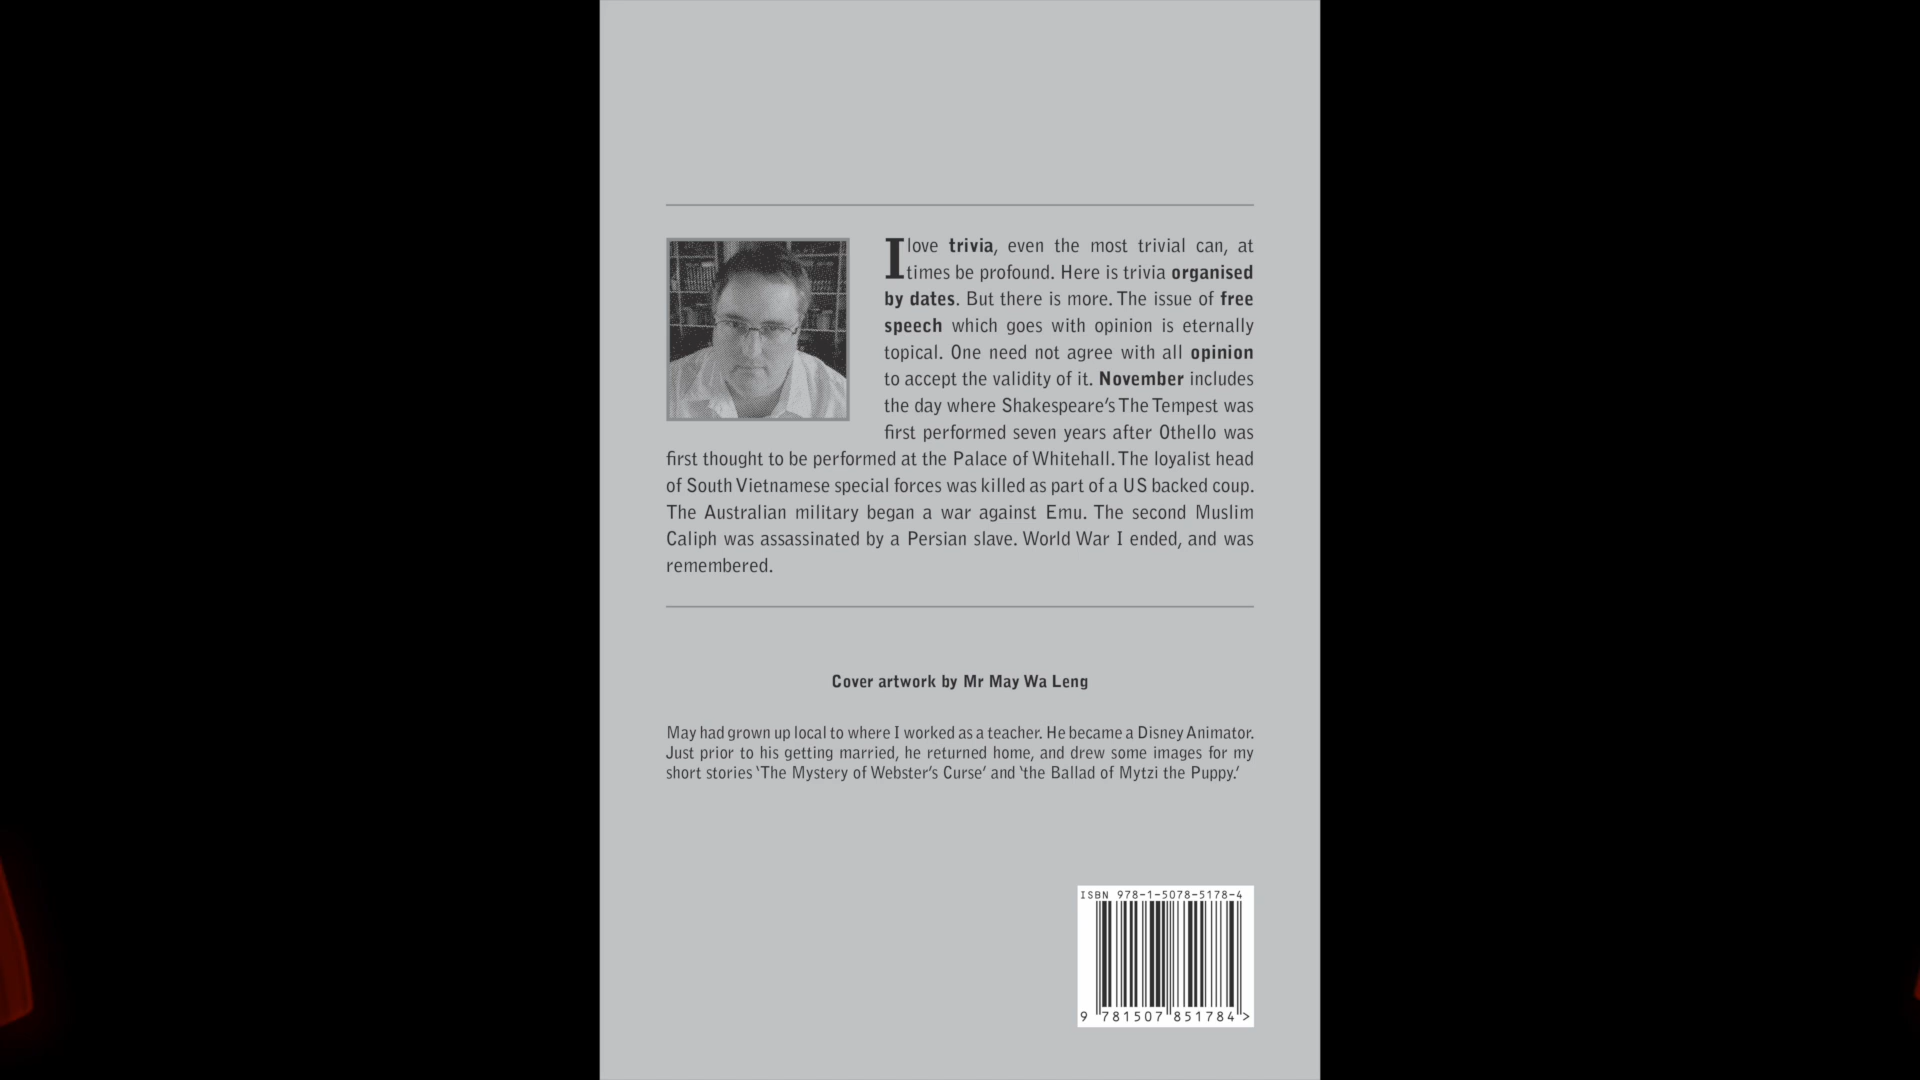 I love trivia, even the most trivial can, at
times be profound. Here is trivia organised
by dates. But there is more. The issue of free
speech which goes with opinion is eternally
topical. One need not agree with all opinion
to accept the validity of it. November includes
the day where Shakespeare’s The Tempest was
first performed seven years after Othello was
first thought to be performed at the Palace of Whitehall. The loyalist head
of South Vietnamese special forces was killed as part of a US backed coup.
The Australian military began a war against Emu. The second Muslim
Caliph was assassinated by a Persian slave. World War I ended, and was
remembered.
Cover artwork by Mr May Wa Leng
May had grown up local to where I worked as a teacher. He became a Disney Animator.
Just prior to his getting married, he returned home, and drew some images for my
short stories ‘The Mystery of Webster’s Curse’ and ‘the Ballad of Mytzi the Puppy.’
ISBN 978-1-5078-5178-4
9 781507 851784 >